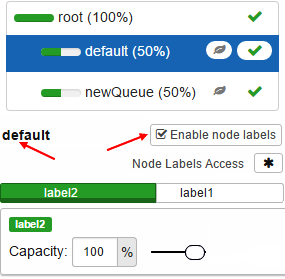 root (100%)
default (50%)
newQueue (50%)
default
Enable node labels
Node Labels Access *
label2 label1
label2
Capacity: 100 %